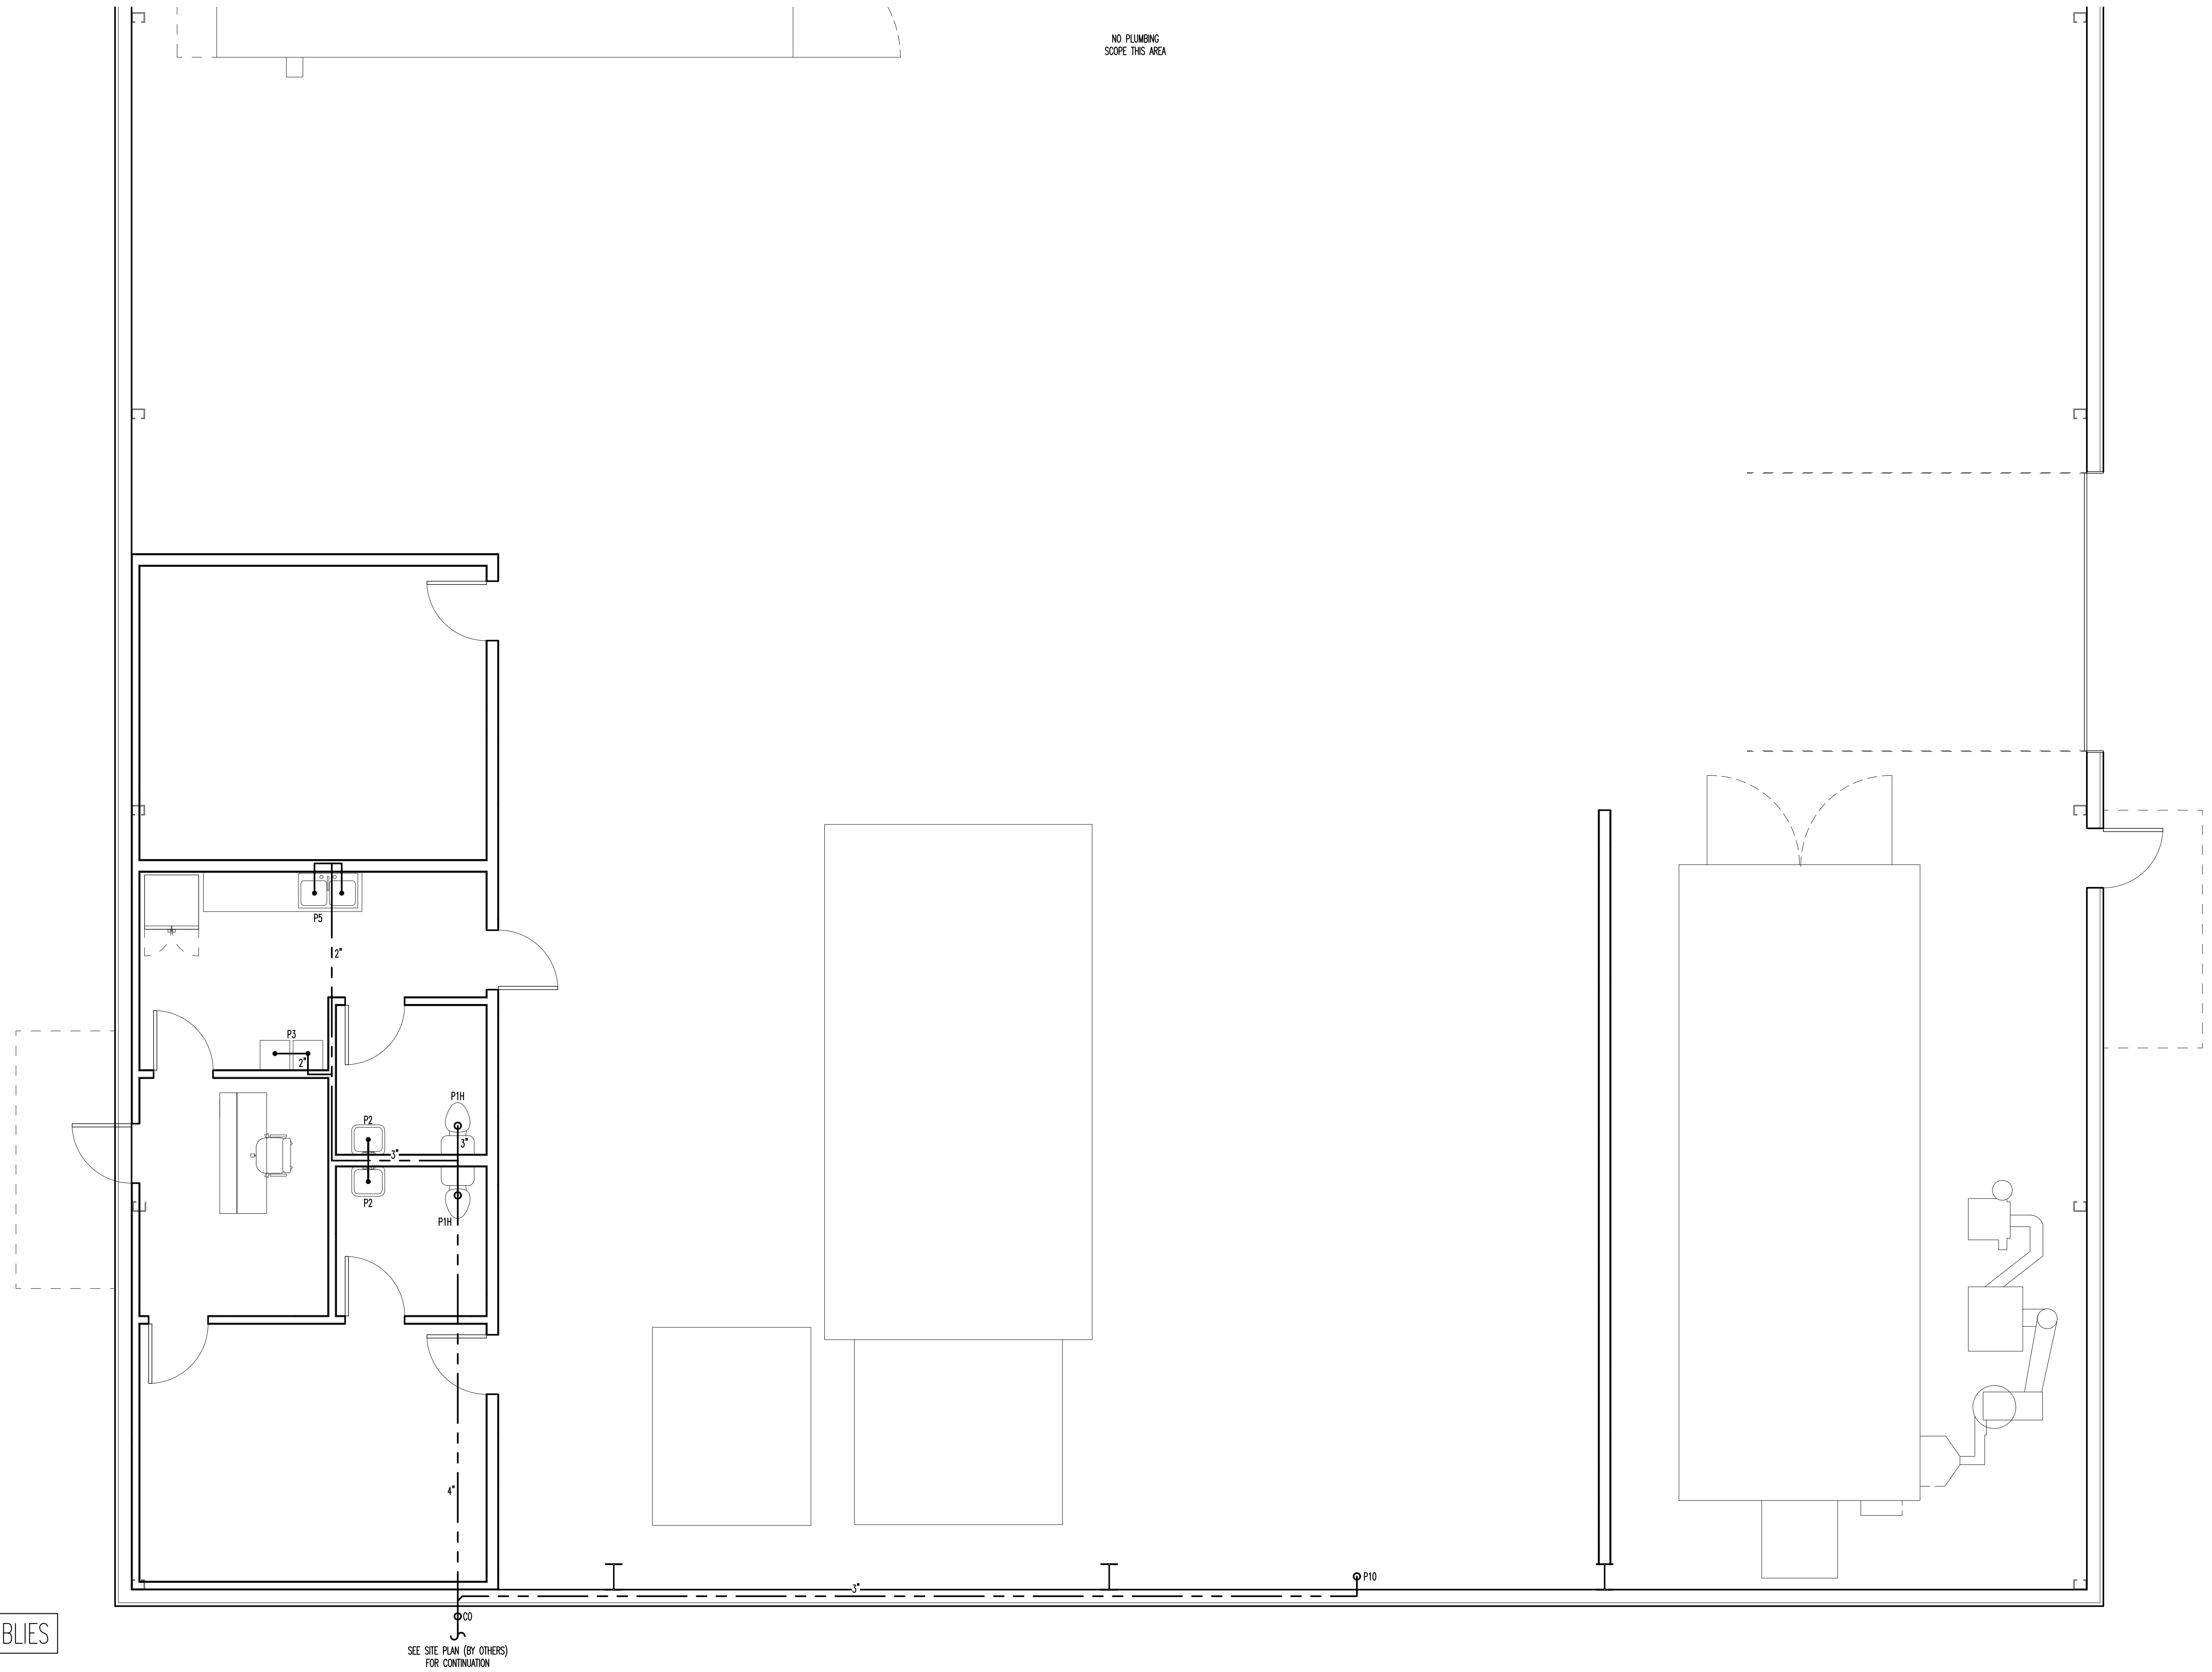 NO PLUMBING
SCOPE THIS AREA
P5
2"
P3
2"
P1H
P2
3"
3"
P2
P1H
4"
3"
P10
CO
BLIES
SEE SITE PLAN (BY OTHERS)
FOR CONTINUATION